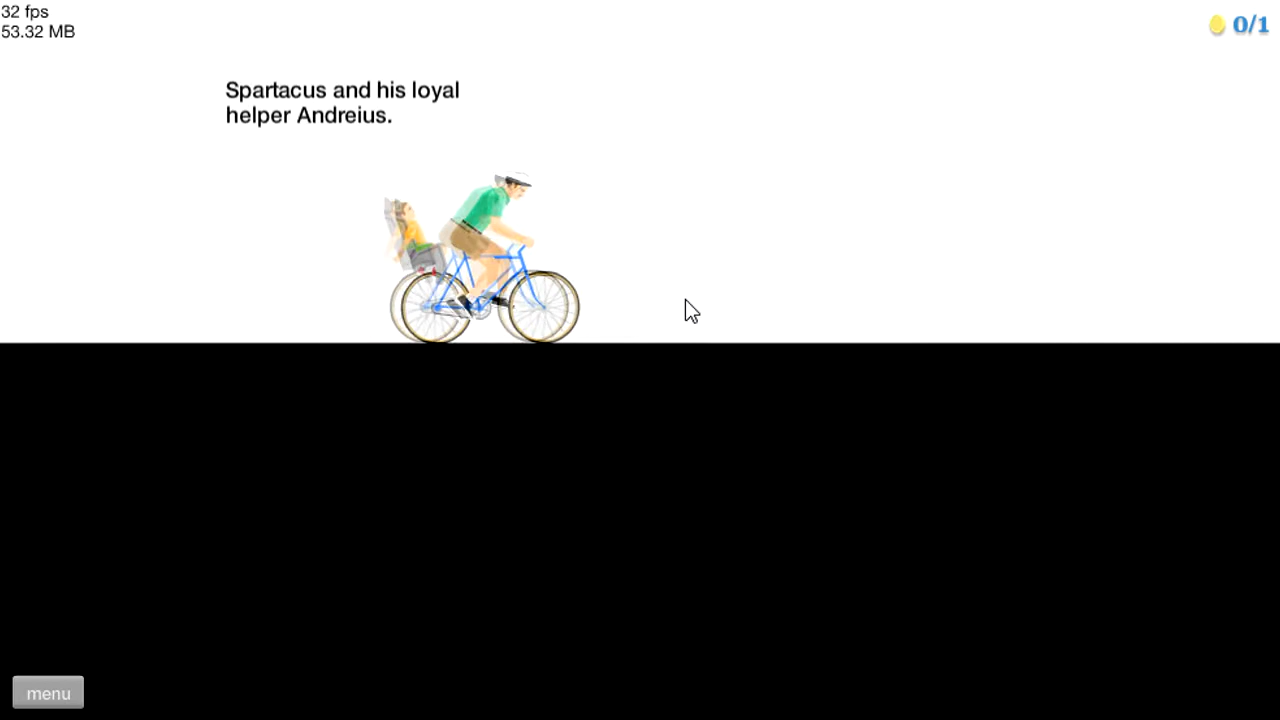 32 fps
53.32 MB
0/1
Spartacus and his loyal
helper Andreius.
menu